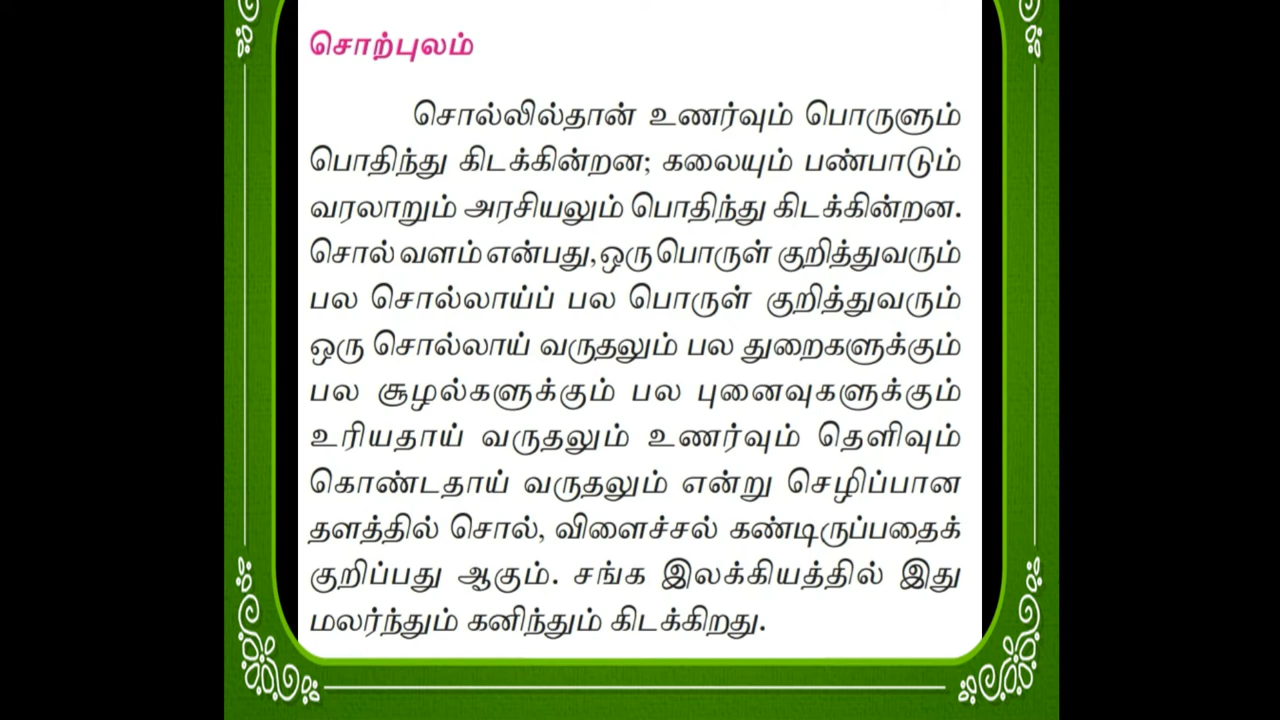 சொற்புலம்
சொல்லில்தான் உணர்வும் பொருளும்
பொதிந்து கிடக்கின்றன; கலையும் பண்பாடும்
வரலாறும் அரசியலும் பொதிந்து கிடக்கின்றன.
சொல் வளம் என்பது, ஒரு பொருள் குறித்துவரும்
பல சொல்லாய்ப் பல பொருள் குறித்துவரும்
ஒரு சொல்லாய் வருதலும் பல துறைகளுக்கும்
பல சூழல்களுக்கும் பல புனைவுகளுக்கும்
உரியதாய் வருதலும் உணர்வும் தெளிவும்
கொண்டதாய் வருதலும் என்று செழிப்பான
தளத்தில் சொல், விளைச்சல் கண்டிருப்பதைக்
குறிப்பது ஆகும். சங்க இலக்கியத்தில் இது
மலர்ந்தும் கனிந்தும் கிடக்கிறது.